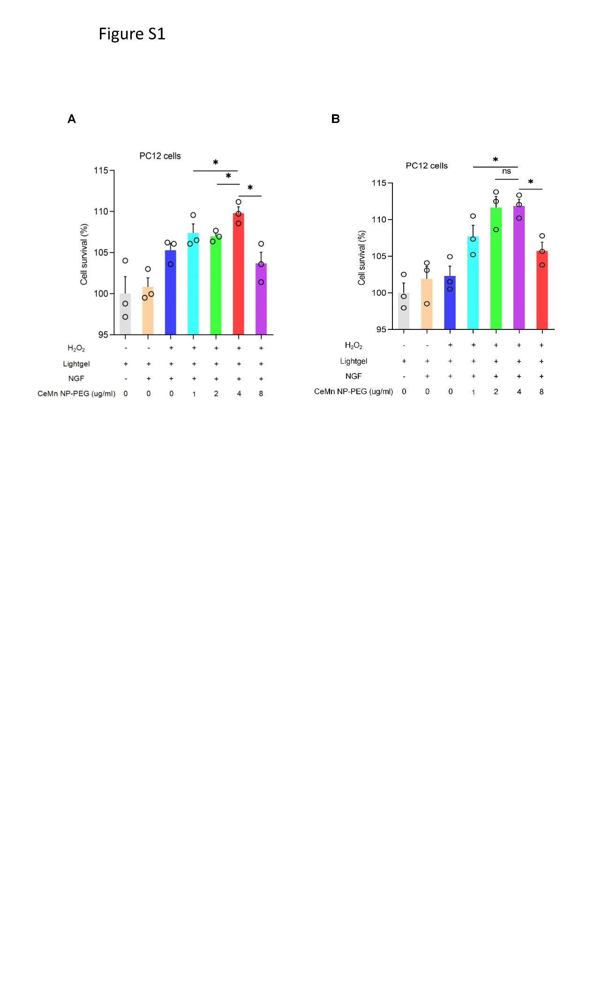 Figure S1
A
PC12 cells
*
*
*
115
110
105
100
95
Cell survival (%)
H₂O₂ - - + + + + +
Lightgel + + + + + + +
NGF - + + + + + +
CeMn NP-PEG (ug/ml) 0 0 0 1 2 4 8
B
PC12 cells
*
ns
*
115
110
105
100
95
Cell survival (%)
H₂O₂ - - + + + + +
Lightgel + + + + + + +
NGF - + + + + + +
CeMn NP-PEG (ug/ml) 0 0 0 1 2 4 8